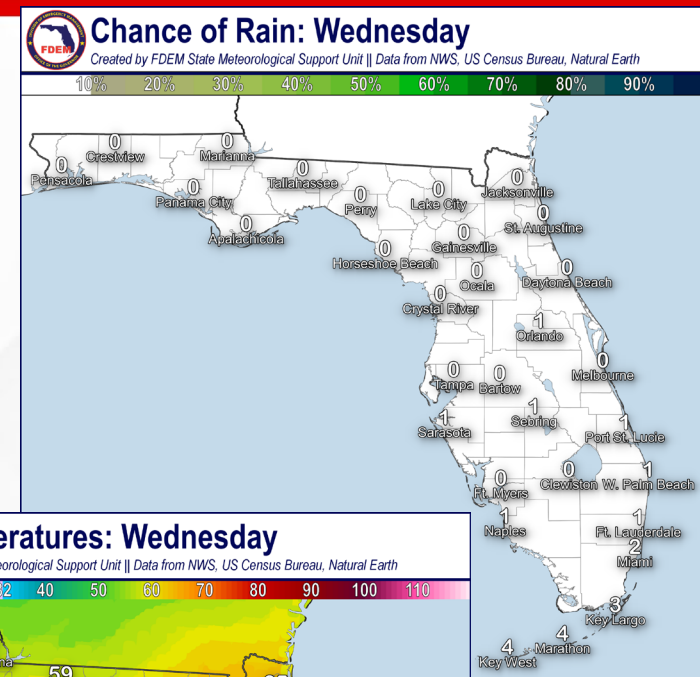 Chance of Rain: Wednesday
FDEM
Created by FDEM State Meteorological Support Unit || Data from NWS, US Census Bureau, Natural Earth
10% 20% 30% 40% 50% 60% 70% 80% 90%
0
Crestview
0
Marianna
0
Pensacola
0
Tallahassee
0
Panama City
0
Perry
0
Lake City
0
Jacksonville
0
Apalachicola
0
St. Augustine
0
Gainesville
0
Horseshoe Beach
0
Ocala
0
Daytona Beach
0
Crystal River
1
Orlando
0
Melbourne
0
Tampa
0
Bartow
1
Sarasota
1
Sebring
1
Port St. Lucie
0
Ft. Myers
0
Clewiston
1
W. Palm Beach
1
Naples
1
Ft. Lauderdale
2
Miami
3
Key Largo
4
Marathon
4
Key West
eratures: Wednesday
eorological Support Unit || Data from NWS, US Census Bureau, Natural Earth
32 40 50 60 70 80 90 100 110
na
59